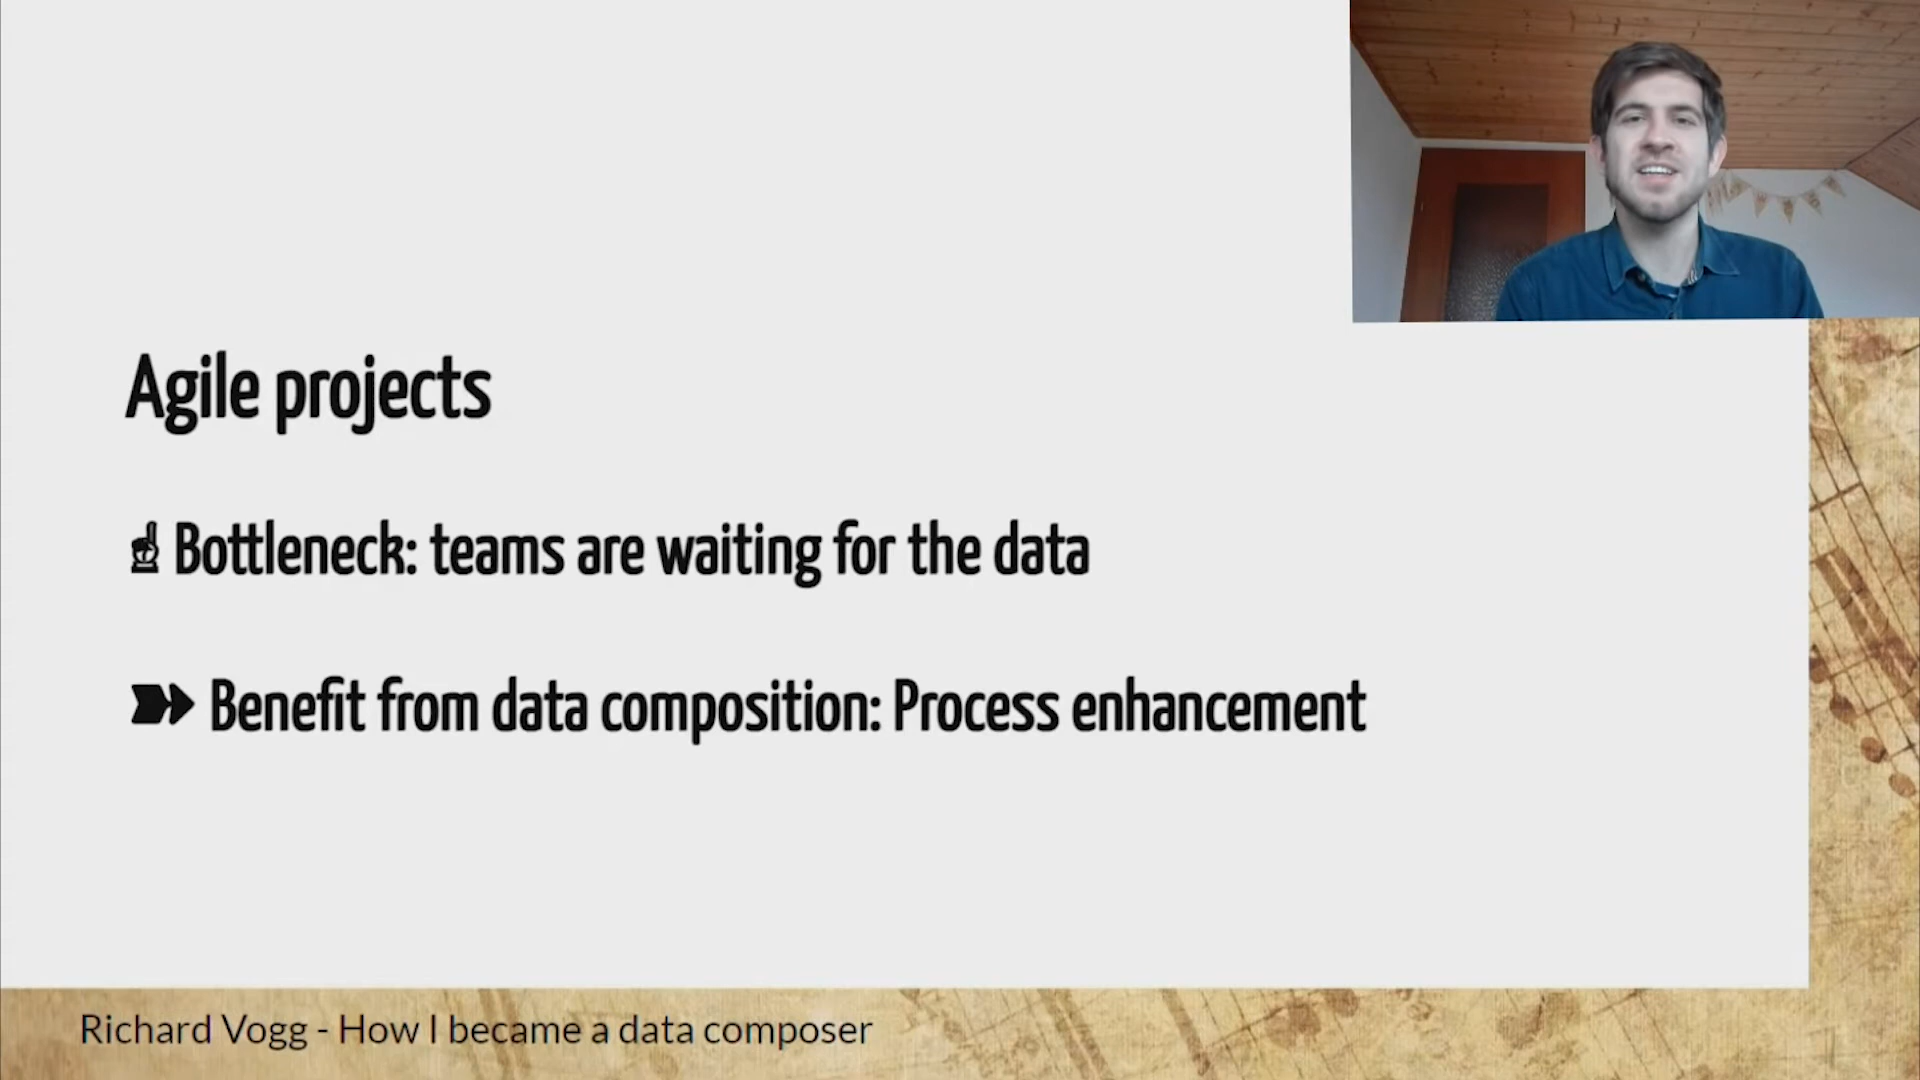 Agile projects
☝ Bottleneck: teams are waiting for the data
Benefit from data composition: Process enhancement
Richard Vogg - How I became a data composer